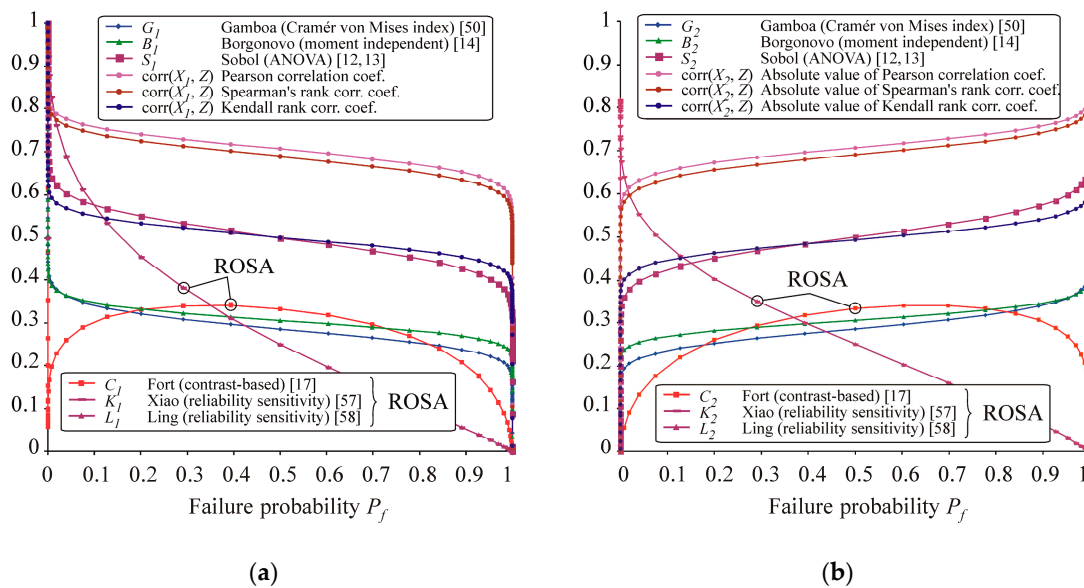 1
0.9
0.8
0.7
0.6
0.5
0.4
0.3
0.2
0.1
0
G1 Gamboa (Cramér von Mises index) [50]
B1 Borgonovo (moment independent) [14]
S1 Sobol (ANOVA) [12,13]
corr(X1, Z) Pearson correlation coef.
corr(X1, Z) Spearman's rank corr. coef.
corr(X1, Z) Kendall rank corr. coef.
ROSA
C1 Fort (contrast-based) [17]
K1 Xiao (reliability sensitivity) [57]
L1 Ling (reliability sensitivity) [58]
ROSA
0 0.1 0.2 0.3 0.4 0.5 0.6 0.7 0.8 0.9 1
Failure probability Pf
(a)
1
0.9
0.8
0.7
0.6
0.5
0.4
0.3
0.2
0.1
0
G2 Gamboa (Cramér von Mises index) [50]
B2 Borgonovo (moment independent) [14]
S2 Sobol (ANOVA) [12,13]
corr(X2, Z) Absolute value of Pearson correlation coef.
corr(X2, Z) Absolute value of Spearman's rank corr. coef.
corr(X2, Z) Absolute value of Kendall rank corr. coef.
ROSA
C2 Fort (contrast-based) [17]
K2 Xiao (reliability sensitivity) [57]
L2 Ling (reliability sensitivity) [58]
ROSA
0 0.1 0.2 0.3 0.4 0.5 0.6 0.7 0.8 0.9 1
Failure probability Pf
(b)